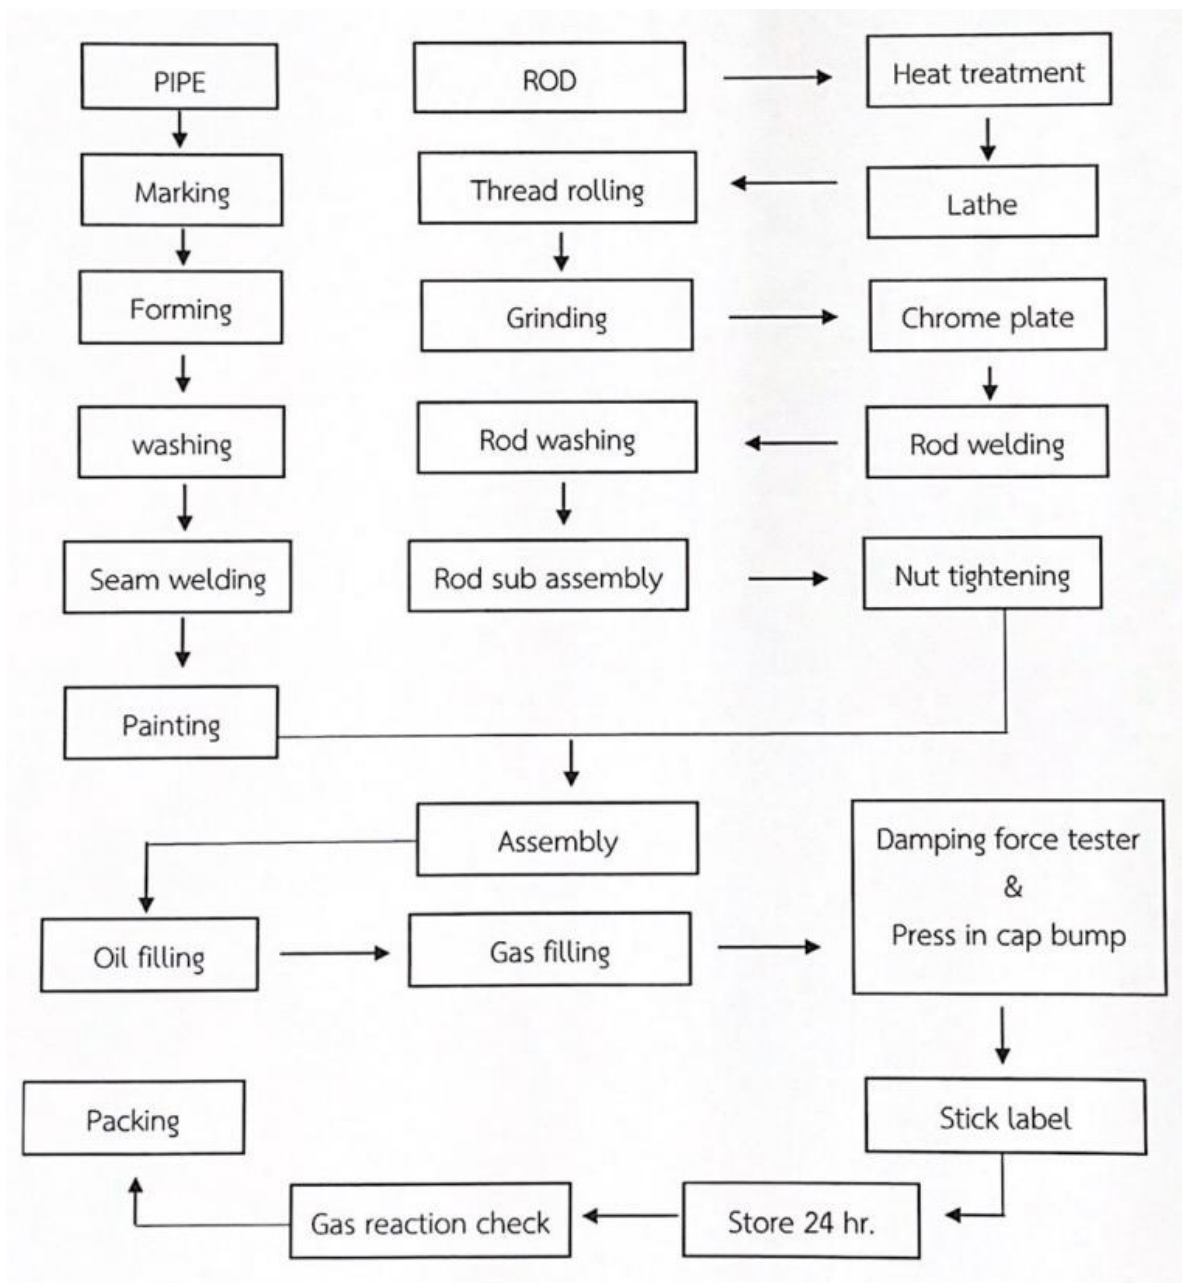 PIPE
ROD
Heat treatment
Marking
Thread rolling
Lathe
Forming
Grinding
Chrome plate
washing
Rod washing
Rod welding
Seam welding
Rod sub assembly
Nut tightening
Painting
Assembly
Damping force tester
&
Press in cap bump
Oil filling
Gas filling
Stick label
Packing
Gas reaction check
Store 24 hr.